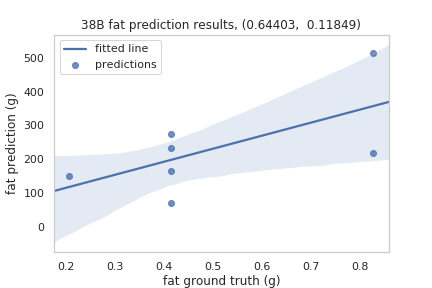 38B fat prediction results, (0.64403,  0.11849)
fitted line
predictions
fat prediction (g)
500
400
300
200
100
0
0.2 0.3 0.4 0.5 0.6 0.7 0.8
fat ground truth (g)